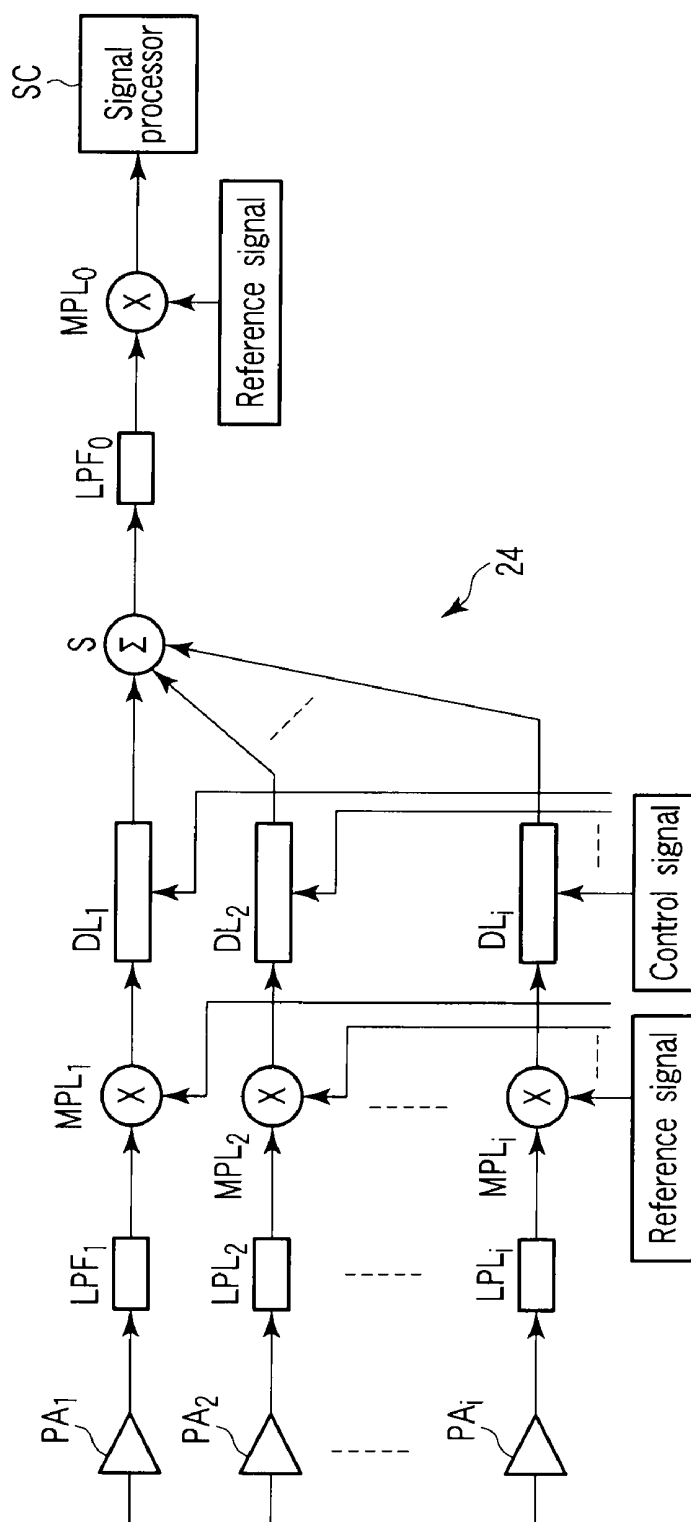 PA1
LPF1
MPL1
DL1
S
Σ
LPF0
MPL0
X
SC
Signal
processor
X
Reference signal
PA2
LPL2
MPL2
X
DL2
24
PAi
LPLi
MPLi
X
DLi
Reference signal
Control signal